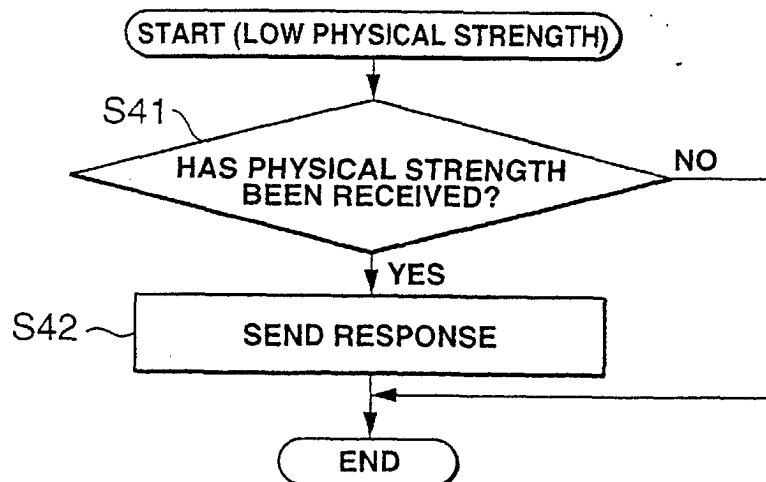 START (LOW PHYSICAL STRENGTH)
S41
HAS PHYSICAL STRENGTH
BEEN RECEIVED?
NO
YES
S42
SEND RESPONSE
END